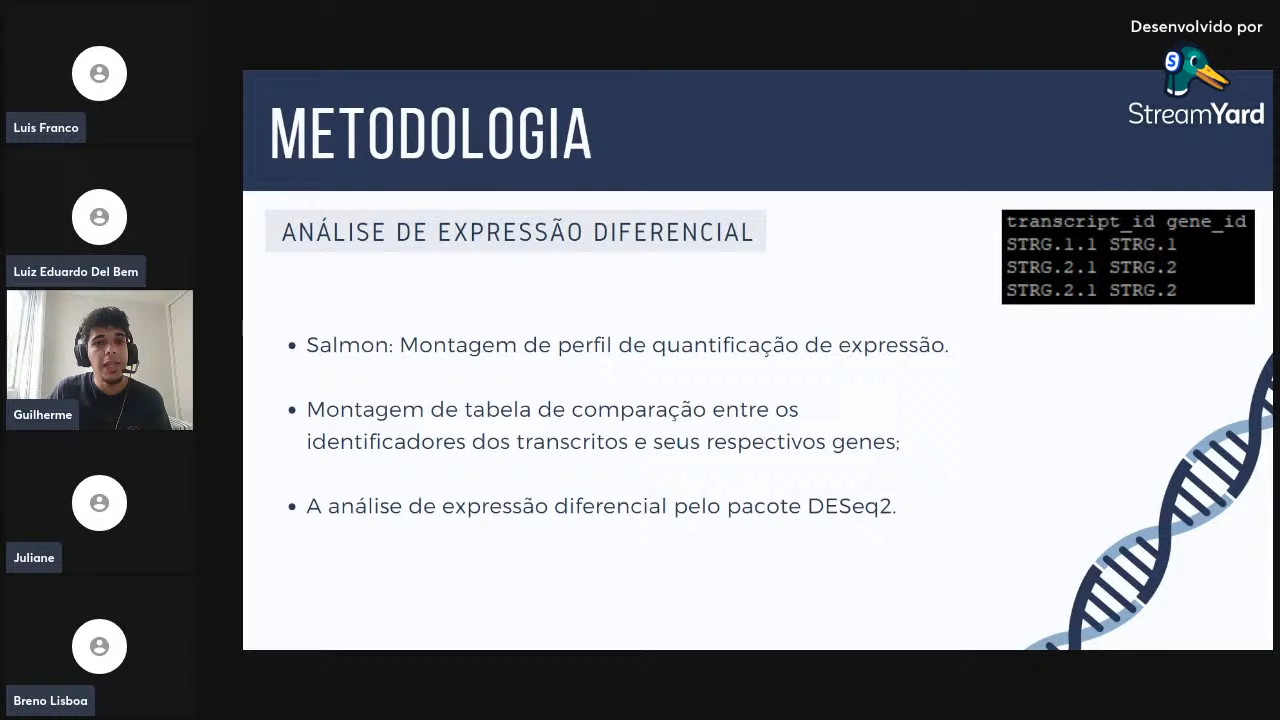 Desenvolvido por
S
StreamYard
Luis Franco
Luiz Eduardo Del Bem
Guilherme
Juliane
Breno Lisboa
METODOLOGIA
ANÁLISE DE EXPRESSÃO DIFERENCIAL
transcript_id gene_id
STRG.1.1 STRG.1
STRG.2.1 STRG.2
STRG.2.1 STRG.2
• Salmon: Montagem de perfil de quantificação de expressão.
• Montagem de tabela de comparação entre os
identificadores dos transcritos e seus respectivos genes;
• A análise de expressão diferencial pelo pacote DESeq2.